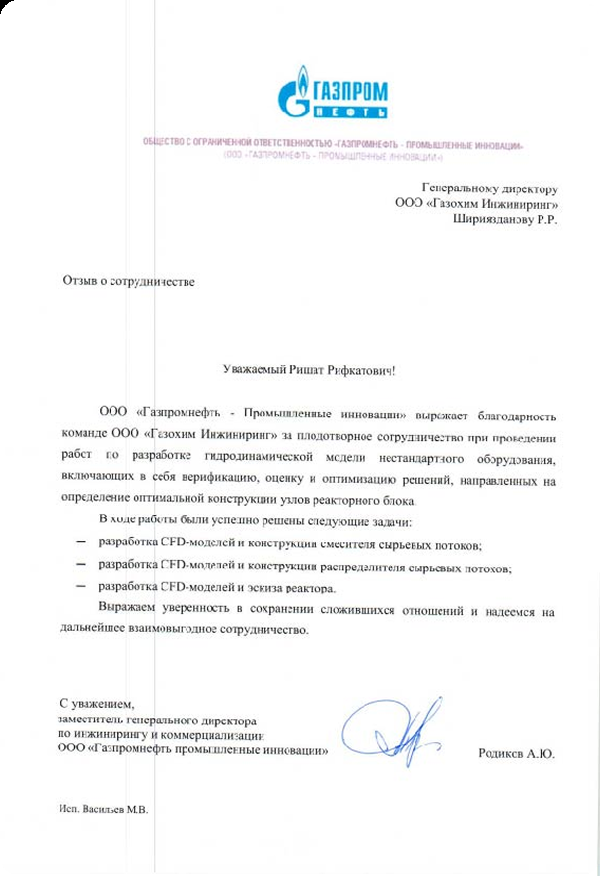 ГАЗПРОМ
НЕФТЬ
ОБЩЕСТВО С ОГРАНИЧЕННОЙ ОТВЕТСТВЕННОСТЬЮ «ГАЗПРОМНЕФТЬ - ПРОМЫШЛЕННЫЕ ИННОВАЦИИ»
(ООО «ГАЗПРОМНЕФТЬ - ПРОМЫШЛЕННЫЕ ИННОВАЦИИ»)
Генеральному директору
ООО «Газохим Инжиниринг»
Шириязданову Р.Р.
Отзыв о сотрудничестве
Уважаемый Ришат Рифкатович!
ООО «Газпромнефть - Промышленные инновации» выражает благодарность
команде ООО «Газохим Инжиниринг» за плодотворное сотрудничество при проведении
работ по разработке гидродинамической модели нестандартного оборудования,
включающих в себя верификацию, оценку и оптимизацию решений, направленных на
определение оптимальной конструкции узлов реакторного блока.
В ходе работы были успешно решены следующие задачи:
— разработка CFD-моделей и конструкции смесителя сырьевых потоков;
— разработка CFD-моделей и конструкции распределителя сырьевых потоков;
— разработка CFD-моделей и эскиза реактора.
Выражаем уверенность в сохранении сложившихся отношений и надеемся на
дальнейшее взаимовыгодное сотрудничество.
С уважением,
заместитель генерального директора
по инжинирингу и коммерциализации
ООО «Газпромнефть промышленные инновации»
Родиков А.Ю.
Исп. Васильев М.В.